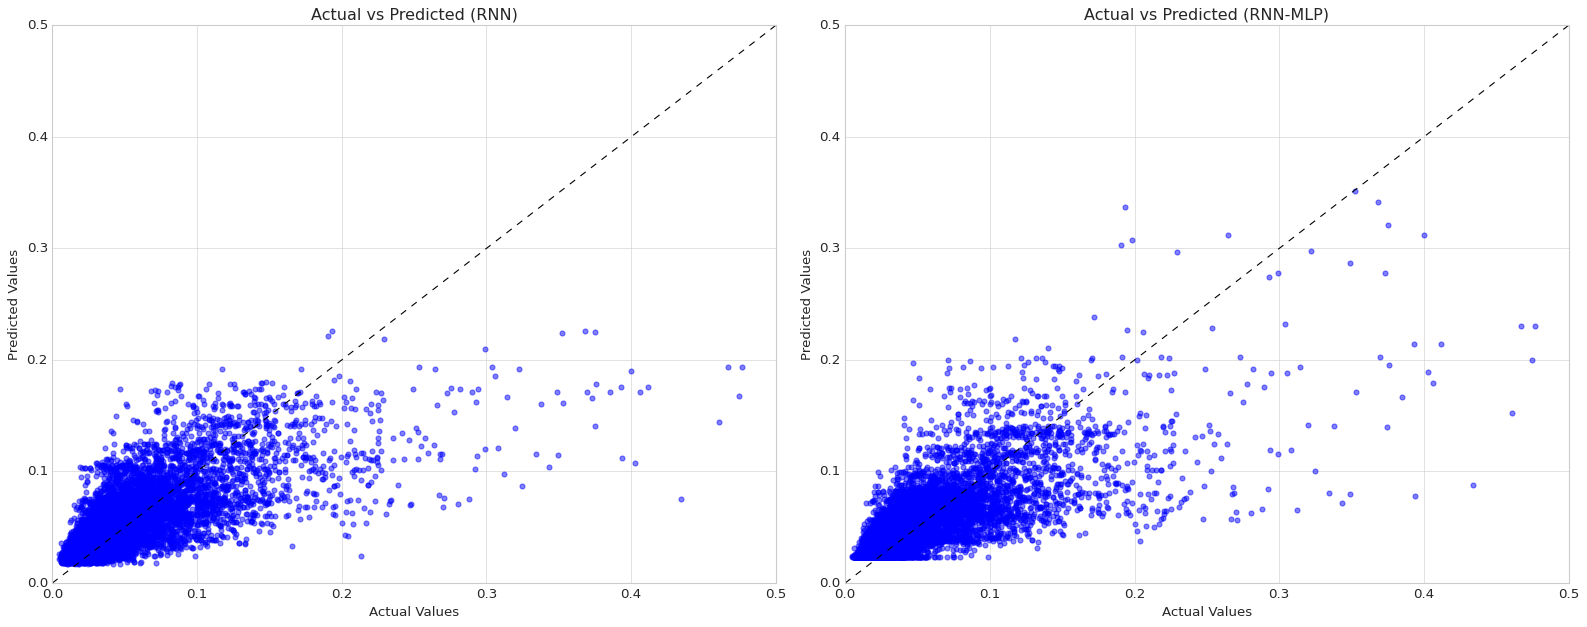 Actual vs Predicted (RNN)
0.5
0.4
0.3
0.2
0.1
0.0
Predicted Values
0.0 0.1 0.2 0.3 0.4 0.5
Actual Values
Actual vs Predicted (RNN-MLP)
0.5
0.4
0.3
0.2
0.1
0.0
Predicted Values
0.0 0.1 0.2 0.3 0.4 0.5
Actual Values